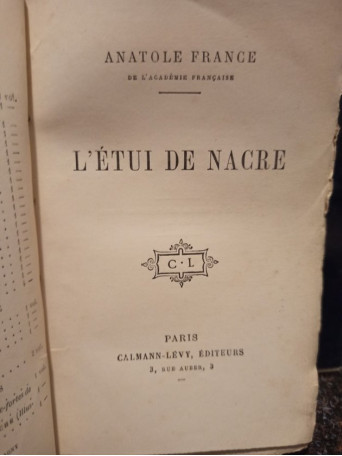 ANATOLE FRANCE
DE L'ACADÉMIE FRANÇAISE
L'ÉTUI DE NACRE
C · L
PARIS
CALMANN-LÉVY, ÉDITEURS
3, RUE AUBER, 3